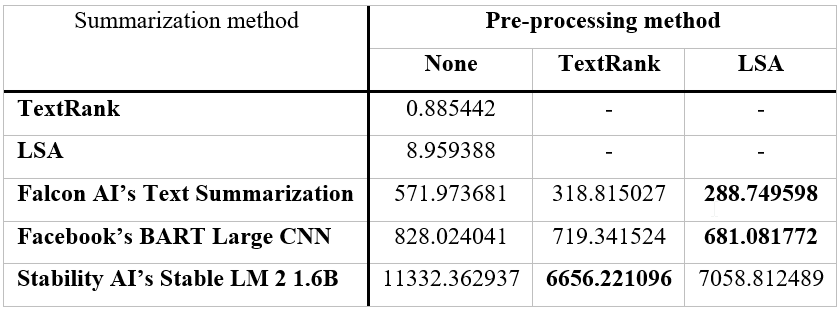 Summarization method Pre-processing method
None TextRank LSA
TextRank 0.885442 - -
LSA 8.959388 - -
Falcon AI’s Text Summarization 571.973681 318.815027 288.749598
Facebook’s BART Large CNN 828.024041 719.341524 681.081772
Stability AI’s Stable LM 2 1.6B 11332.362937 6656.221096 7058.812489